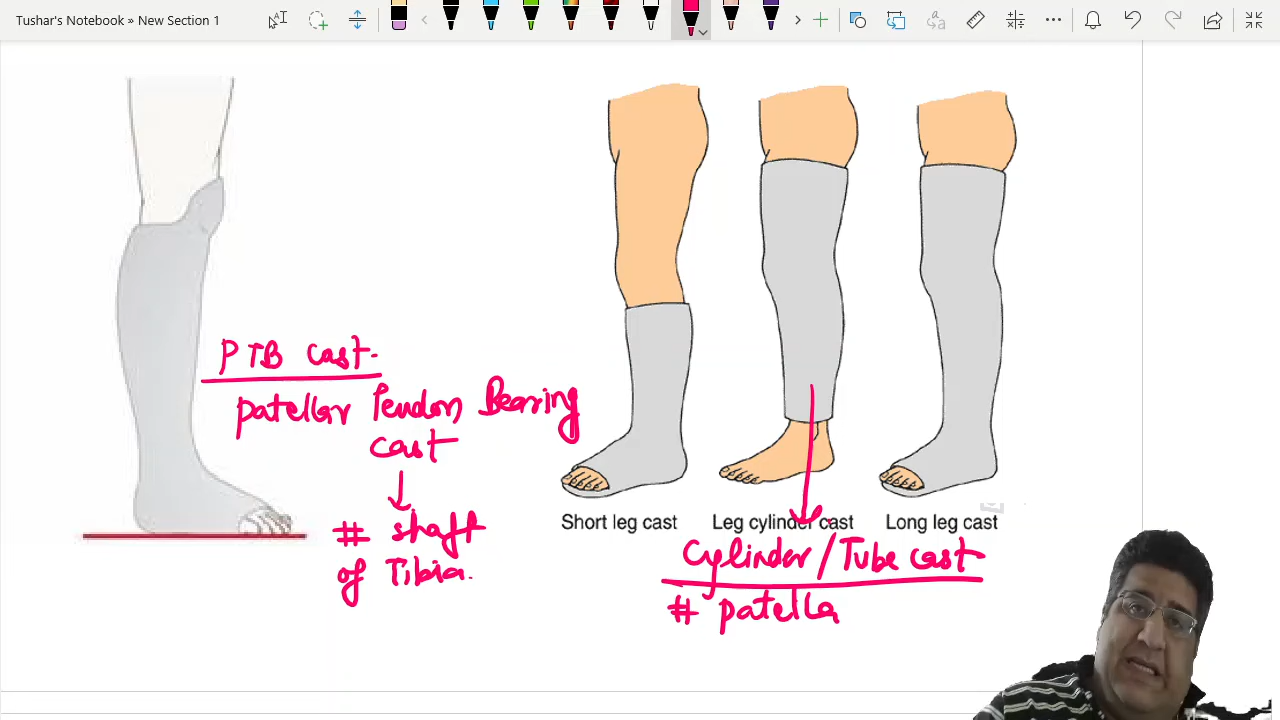 Tushar's Notebook » New Section 1
PTB cast.
patellar Tendon Bearing
cast
# shaft
of Tibia.
Short leg cast
Leg cylinder cast
Long leg cast
Cylinder/Tube cast
# patella